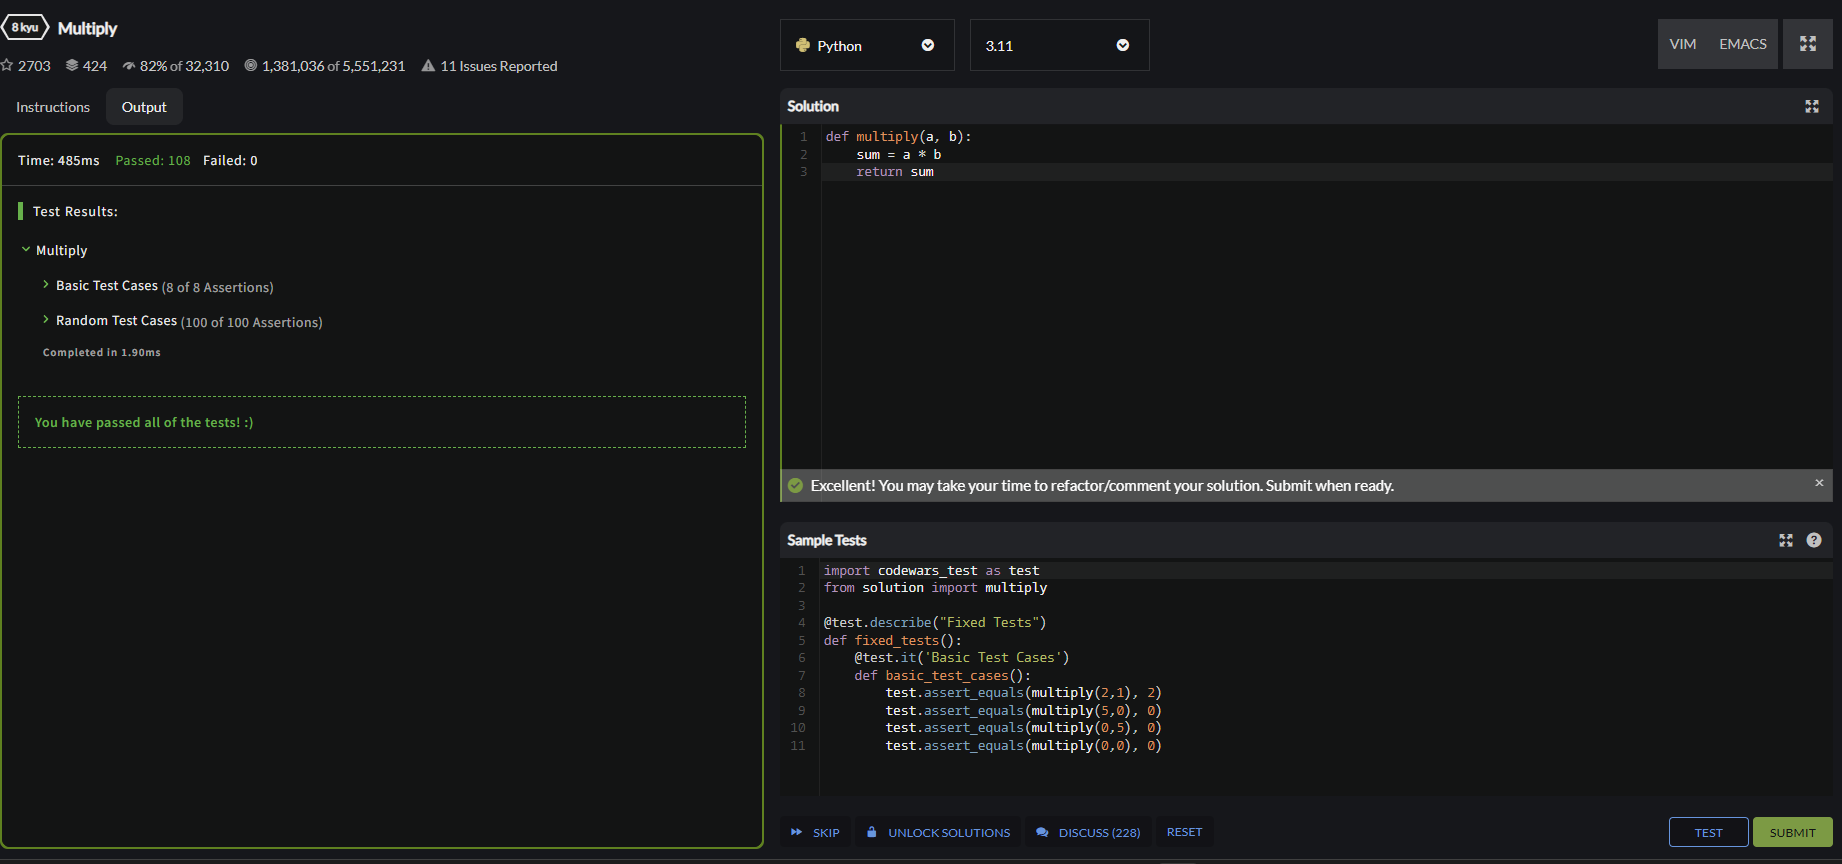 8 kyu Multiply
2703 424 82% of 32,310 1,381,036 of 5,551,231 11 Issues Reported
Instructions Output
Time: 485ms Passed: 108 Failed: 0
Test Results:
Multiply
Basic Test Cases (8 of 8 Assertions)
Random Test Cases (100 of 100 Assertions)
Completed in 1.90ms
You have passed all of the tests! :)
Python 3.11 VIM EMACS
Solution
1 def multiply(a, b):
2     sum = a * b
3     return sum
Excellent! You may take your time to refactor/comment your solution. Submit when ready. ×
Sample Tests ?
1 import codewars_test as test
2 from solution import multiply
3
4 @test.describe("Fixed Tests")
5 def fixed_tests():
6     @test.it('Basic Test Cases')
7     def basic_test_cases():
8         test.assert_equals(multiply(2,1), 2)
9         test.assert_equals(multiply(5,0), 0)
10         test.assert_equals(multiply(0,5), 0)
11         test.assert_equals(multiply(0,0), 0)
SKIP UNLOCK SOLUTIONS DISCUSS (228) RESET TEST SUBMIT